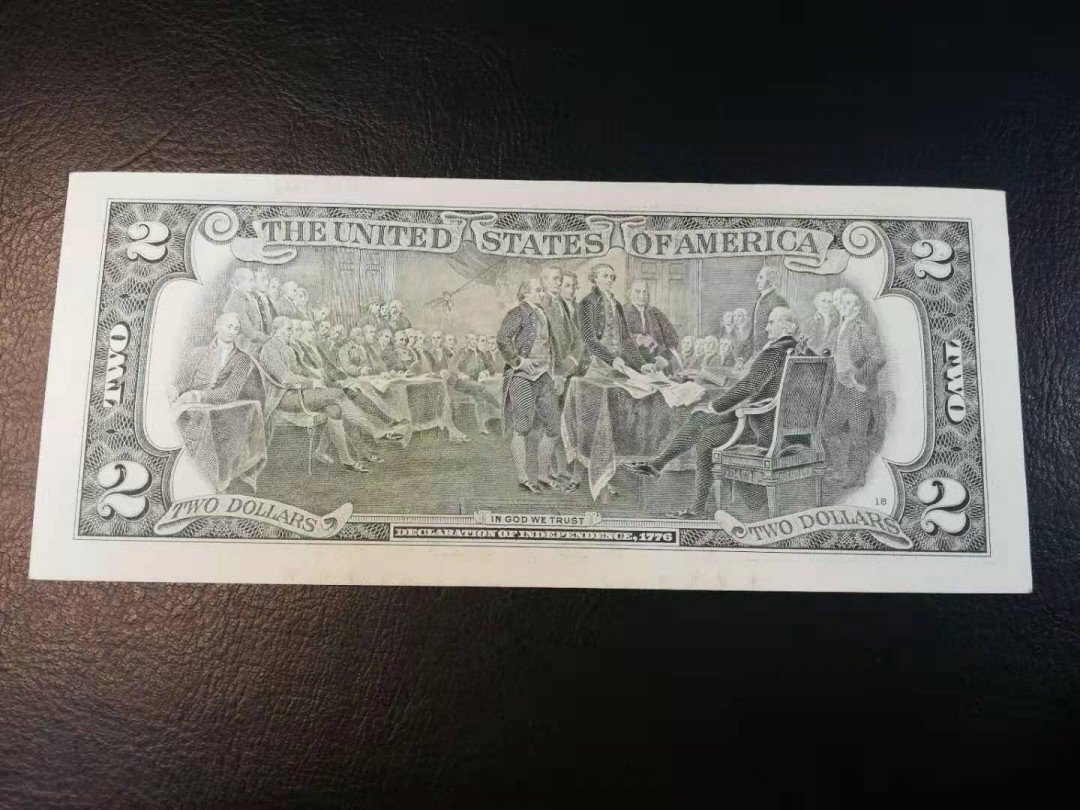 2
THE UNITED STATES OF AMERICA
2
TWO
TWO
2
TWO DOLLARS
IN GOD WE TRUST
DECLARATION OF INDEPENDENCE, 1776
18
TWO DOLLARS
2